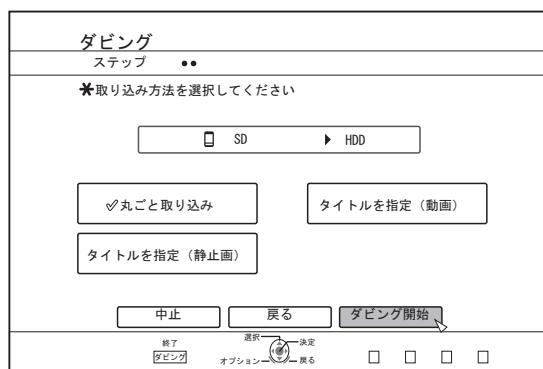 ダビング
ステップ ●●
✱取り込み方法を選択してください
SD ▶ HDD
✓丸ごと取り込み
タイトルを指定（動画）
タイトルを指定（静止画）
中止 戻る ダビング開始
終了
ダビング
選択
決定
オプション
戻る